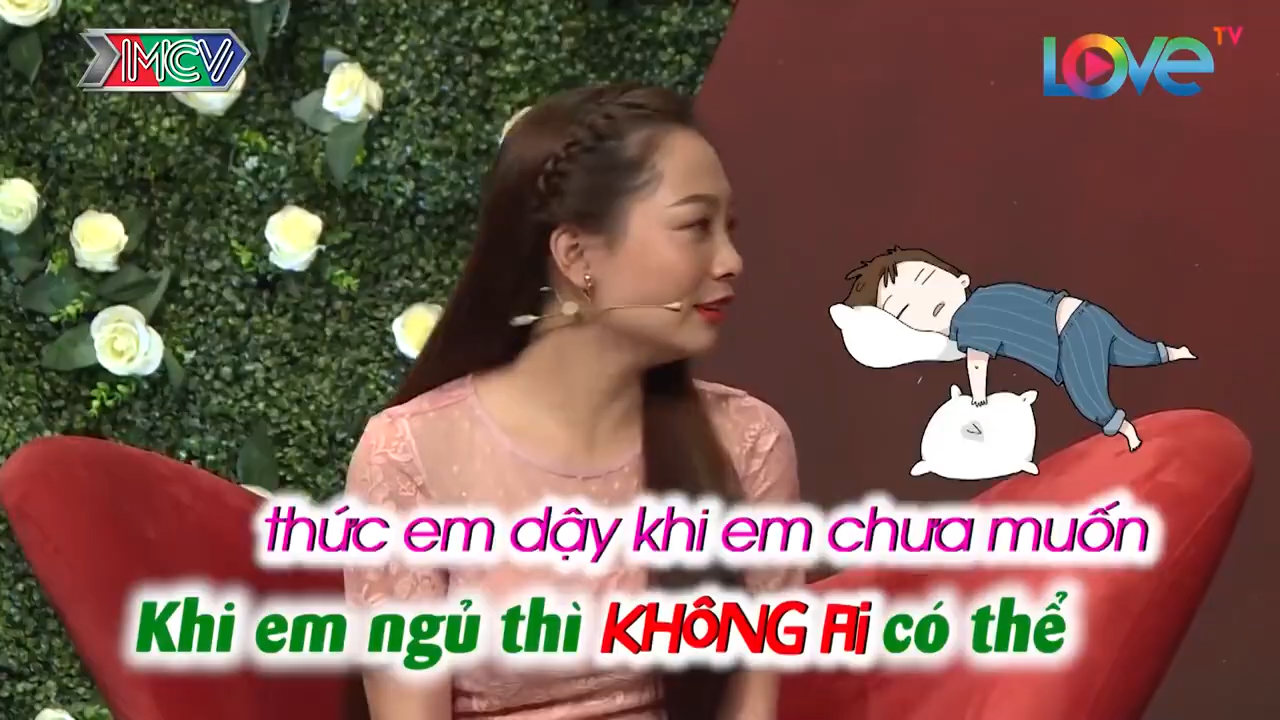 MCV
LOVE TV
thức em dậy khi em chưa muốn
Khi em ngủ thì KHÔNG Ai có thể